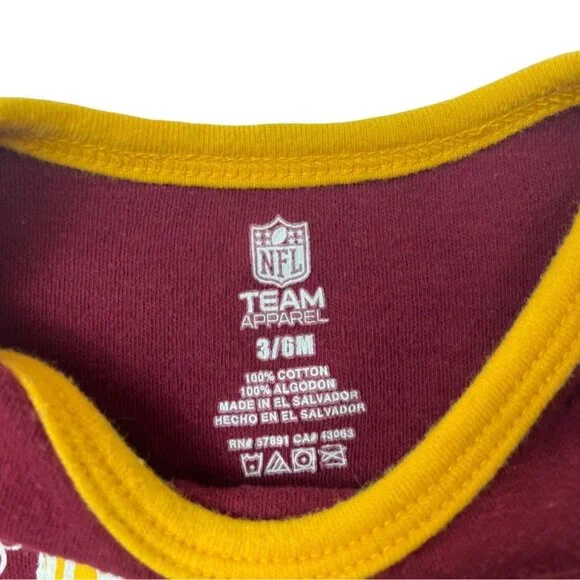 NFL
TEAM
APPAREL
3/6M
100% COTTON
100% ALGODON
MADE IN EL SALVADOR
HECHO EN EL SALVADOR
RN# 57891 CA# 43063